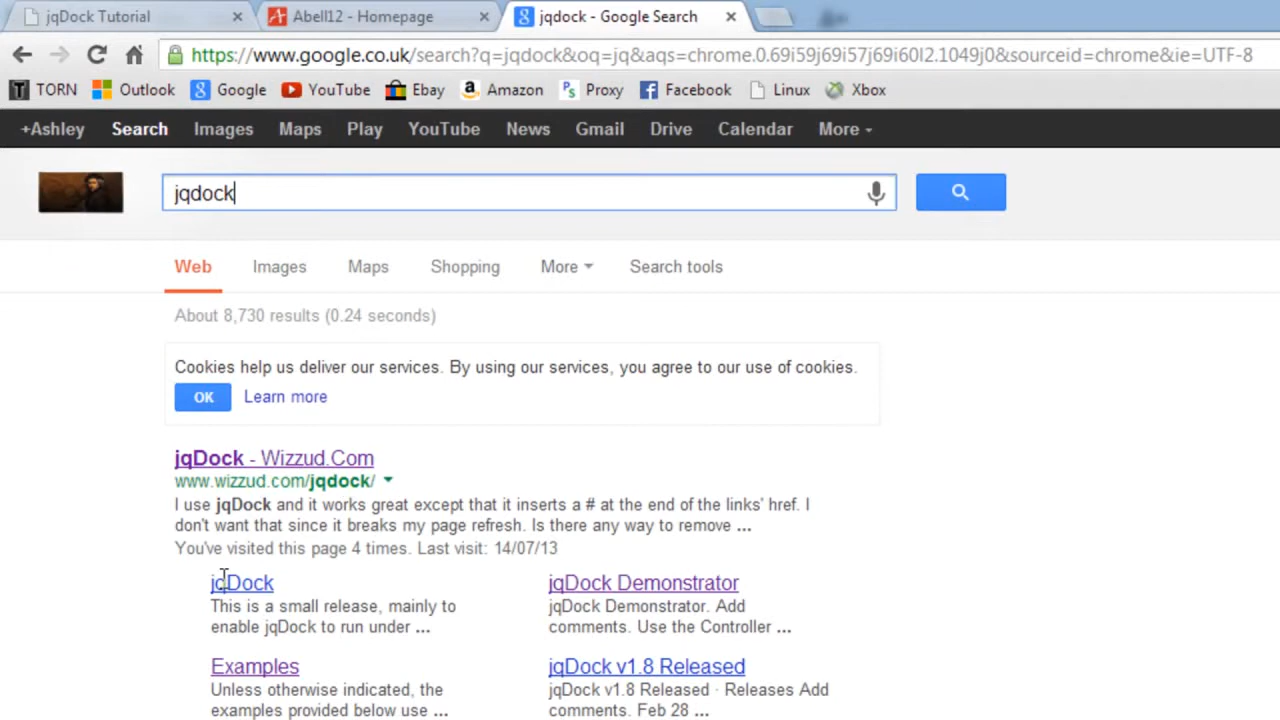 jqDock Tutorial
Abell12 - Homepage
jqdock - Google Search
https://www.google.co.uk/search?q=jqdock&oq=jq&aqs=chrome.0.69i59j69i57j69i60l2.1049j0&sourceid=chrome&ie=UTF-8
TORN Outlook Google YouTube Ebay Amazon Proxy Facebook Linux Xbox
+Ashley Search Images Maps Play YouTube News Gmail Drive Calendar More
jqdock
Web Images Maps Shopping More Search tools
About 8,730 results (0.24 seconds)
Cookies help us deliver our services. By using our services, you agree to our use of cookies.
OK Learn more
jqDock - Wizzud.Com
www.wizzud.com/jqdock/
I use jqDock and it works great except that it inserts a # at the end of the links' href. I
don't want that since it breaks my page refresh. Is there any way to remove ...
You've visited this page 4 times. Last visit: 14/07/13
jqDock
This is a small release, mainly to
enable jqDock to run under ...
jqDock Demonstrator
jqDock Demonstrator. Add
comments. Use the Controller ...
Examples
Unless otherwise indicated, the
examples provided below use ...
jqDock v1.8 Released
jqDock v1.8 Released · Releases Add
comments. Feb 28 ...